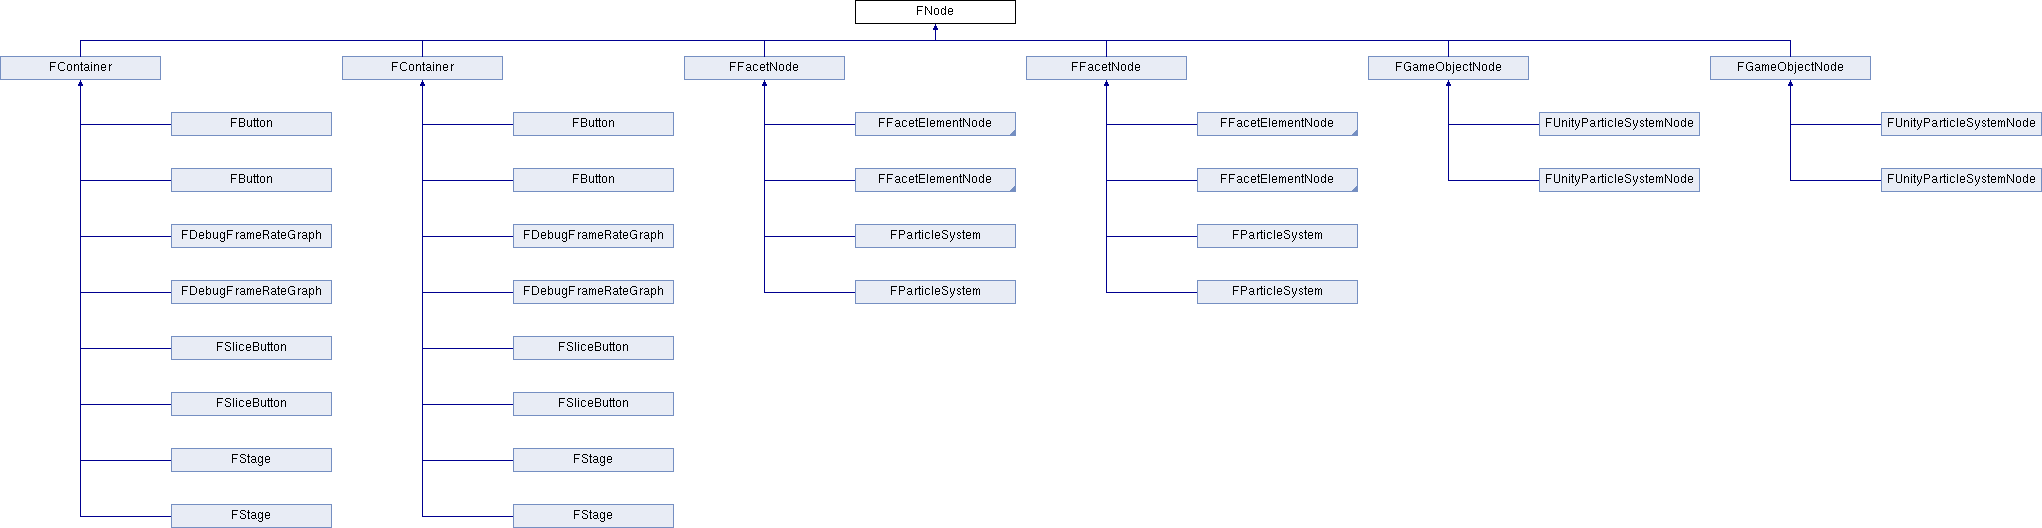 FNode
FContainer FContainer FFacetNode FFacetNode FGameObjectNode FGameObjectNode
FButton FButton FFacetElementNode FFacetElementNode FUnityParticleSystemNode FUnityParticleSystemNode
FButton FButton FFacetElementNode FFacetElementNode FUnityParticleSystemNode FUnityParticleSystemNode
FDebugFrameRateGraph FDebugFrameRateGraph FParticleSystem FParticleSystem
FDebugFrameRateGraph FDebugFrameRateGraph FParticleSystem FParticleSystem
FSliceButton FSliceButton
FSliceButton FSliceButton
FStage FStage
FStage FStage